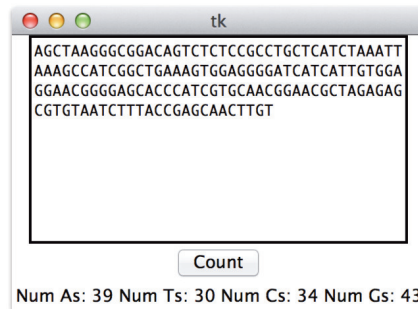 tk
AGCTAAGGGCGGACAGTCTCTCCGCCTGCTCATCTAAATT
AAAGCCATCGGCTGAAAGTGGAGGGGATCATCATTGTGGA
GGAACGGGGAGCACCCATCGTGCAACGGAACGCTAGAGAG
CGTGTAATCTTTACCGAGCAACTTGT
Count
Num As: 39 Num Ts: 30 Num Cs: 34 Num Gs: 43